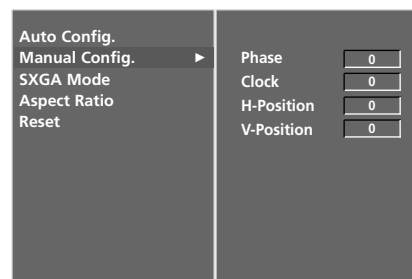 Auto Config.
Manual Config. ►
SXGA Mode
Aspect Ratio
Reset
Phase 0
Clock 0
H-Position 0
V-Position 0